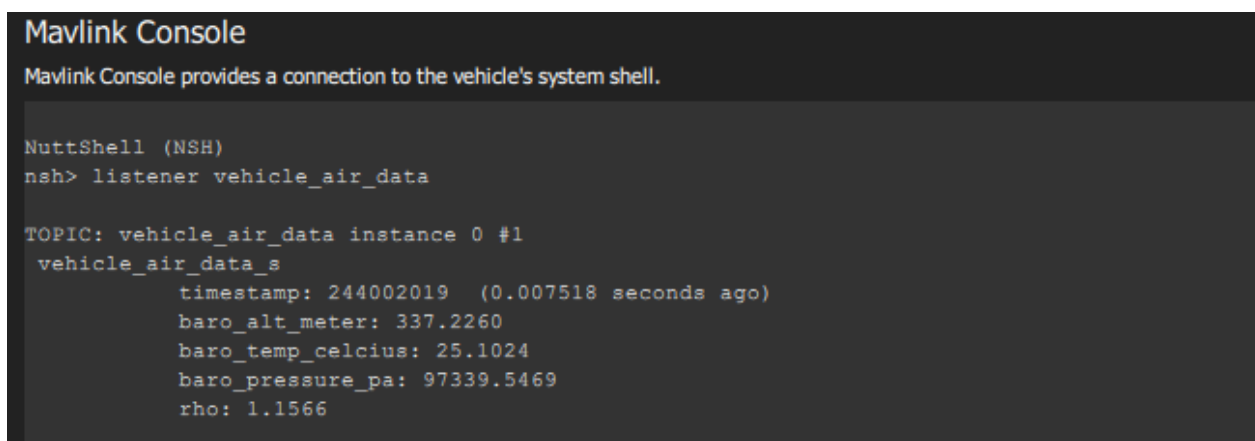 Mavlink Console
Mavlink Console provides a connection to the vehicle's system shell.
NuttShell (NSH)
nsh> listener vehicle_air_data
TOPIC: vehicle_air_data instance 0 #1
vehicle_air_data_s
timestamp: 244002019 (0.007518 seconds ago)
baro_alt_meter: 337.2260
baro_temp_celcius: 25.1024
baro_pressure_pa: 97339.5469
rho: 1.1566